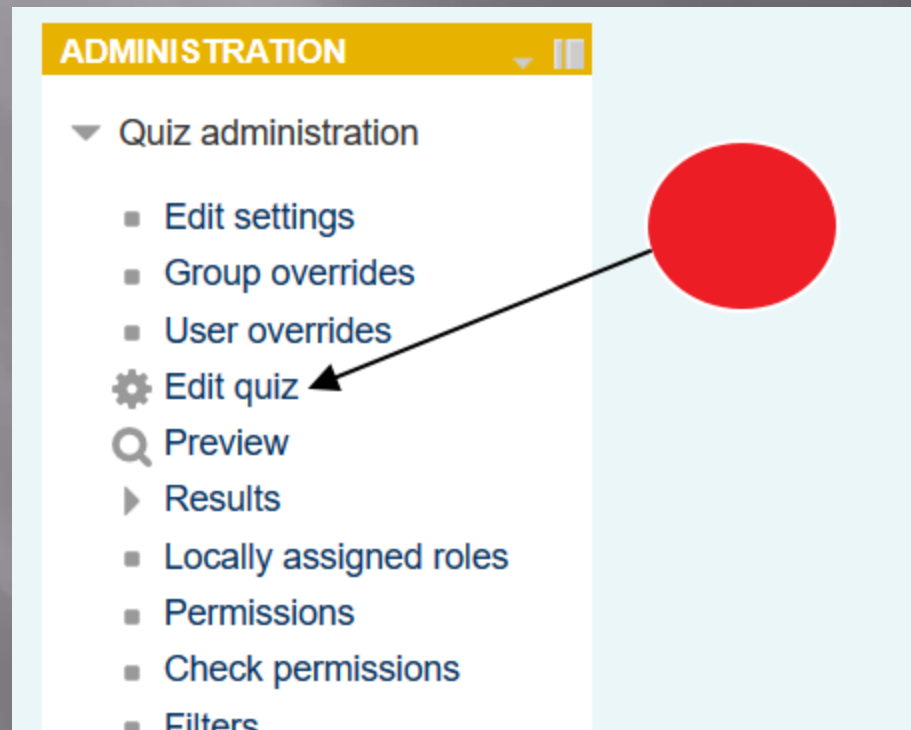 ADMINISTRATION
Quiz administration
Edit settings
Group overrides
User overrides
Edit quiz
Preview
Results
Locally assigned roles
Permissions
Check permissions
Filters